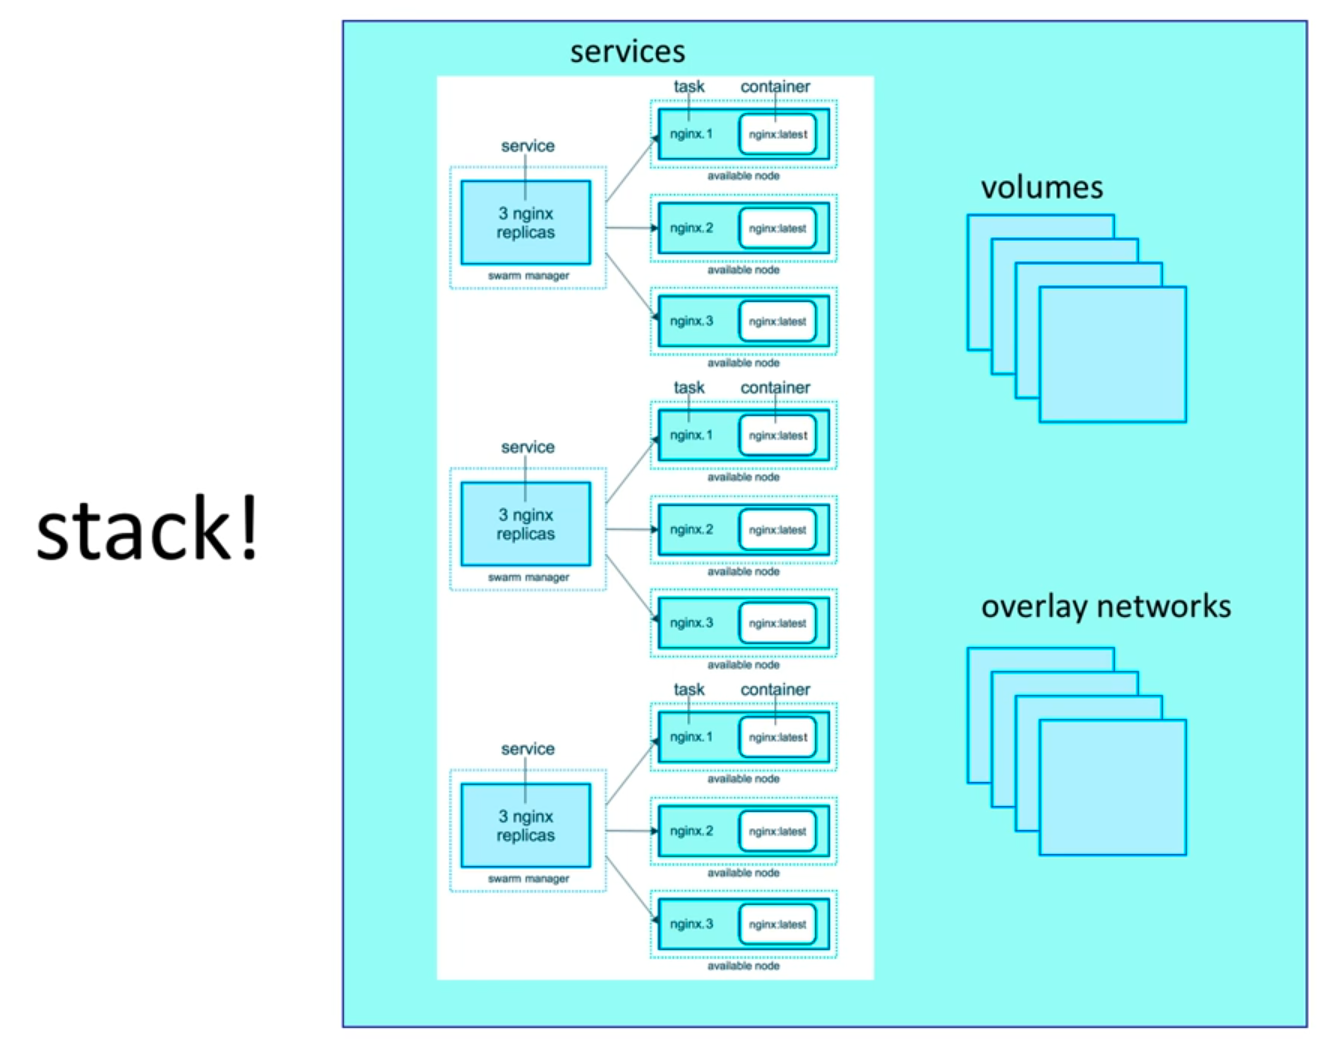 stack!
services
task container
service
3 nginx
replicas
swarm manager
nginx.1 nginx:latest
available node
nginx.2 nginx:latest
available node
nginx.3 nginx:latest
available node
task container
service
3 nginx
replicas
swarm manager
nginx.1 nginx:latest
available node
nginx.2 nginx:latest
available node
nginx.3 nginx:latest
available node
task container
service
3 nginx
replicas
swarm manager
nginx.1 nginx:latest
available node
nginx.2 nginx:latest
available node
nginx.3 nginx:latest
available node
volumes
overlay networks